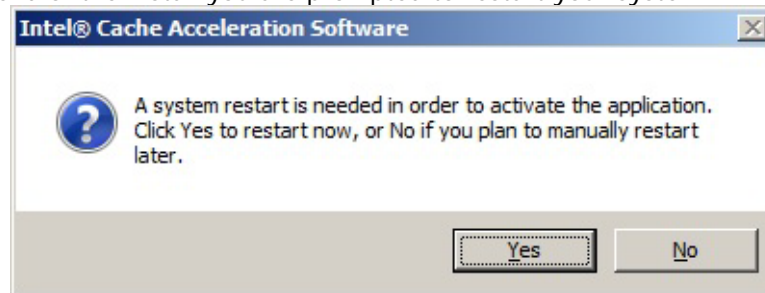 Intel® Cache Acceleration Software
A system restart is needed in order to activate the application.
Click Yes to restart now, or No if you plan to manually restart
later.
Yes
No